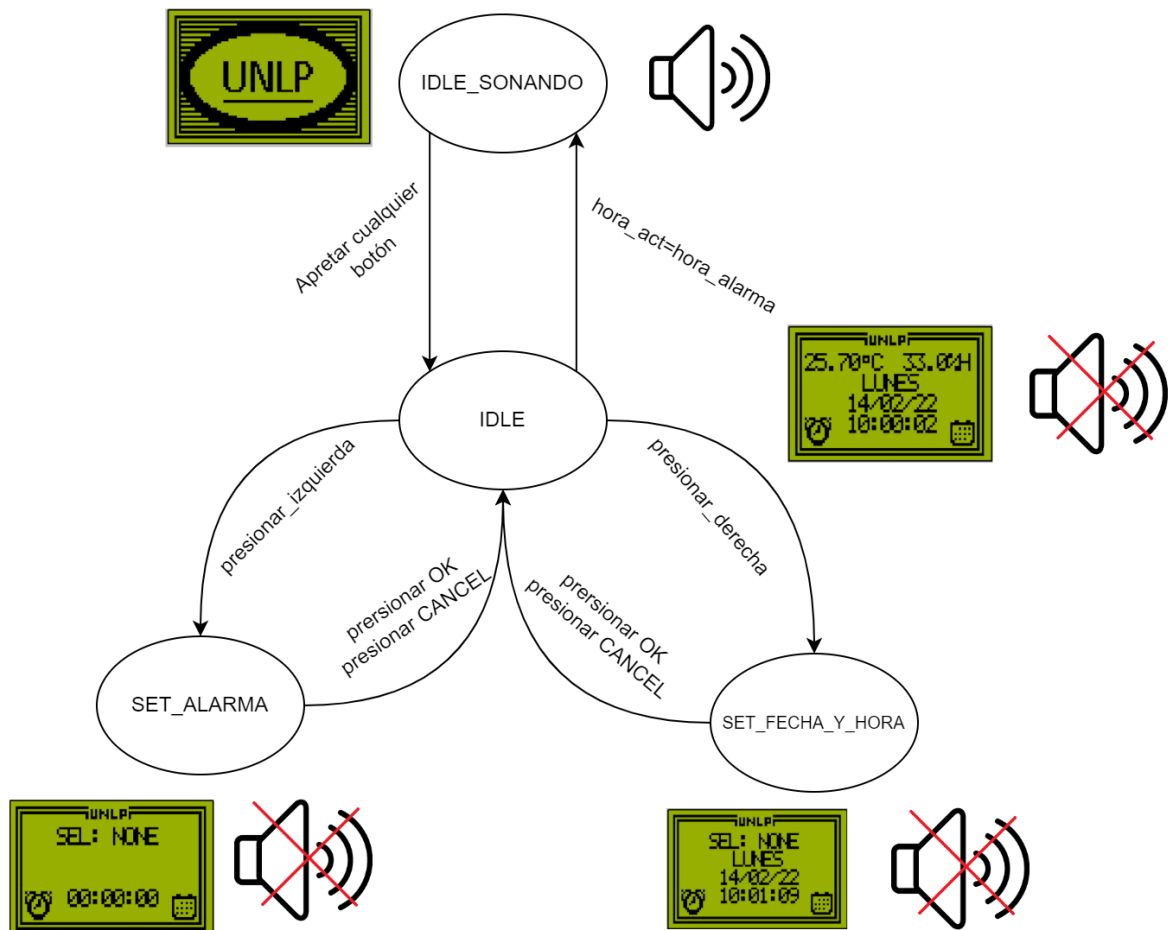 UNLP
IDLE_SONANDO
Apretar cualquier
botón
hora_act=hora_alarma
UNLP
25.70ºC 33.0%H
LUNES
14/02/22
10:00:02
IDLE
presionar_izquierda
presionar_derecha
prersionar OK
presionar CANCEL
prersionar OK
presionar CANCEL
SET_ALARMA
SET_FECHA_Y_HORA
UNLP
SEL: NONE
00:00:00
UNLP
SEL: NONE
LUNES
14/02/22
10:01:09